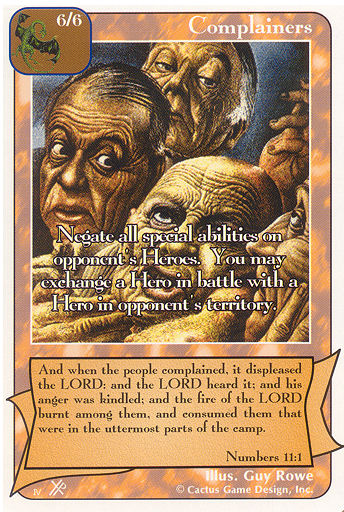 6/6
Complainers
Negate all special abilities on
opponent's Heroes. You may
exchange a Hero in battle with a
Hero in opponent's territory.
And when the people complained, it displeased
the LORD: and the LORD heard it; and his
anger was kindled; and the fire of the LORD
burnt among them, and consumed them that
were in the uttermost parts of the camp.
Numbers 11:1
Illus. Guy Rowe
IV
© Cactus Game Design, Inc.